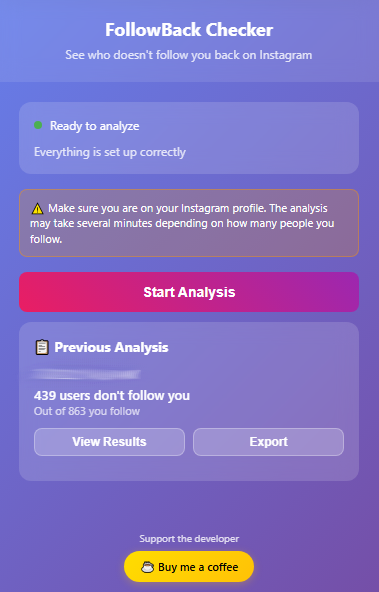 FollowBack Checker
See who doesn't follow you back on Instagram
Ready to analyze
Everything is set up correctly
⚠️ Make sure you are on your Instagram profile. The analysis
may take several minutes depending on how many people you
follow.
Start Analysis
📋 Previous Analysis
439 users don't follow you
Out of 863 you follow
View Results
Export
Support the developer
☕ Buy me a coffee